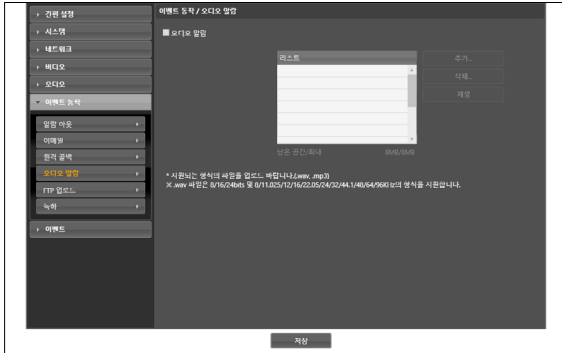 간편 설정
시스템
네트워크
비디오
오디오
이벤트 동작
알람 아웃
이메일
원격 콜백
오디오 알람
FTP 업로드
녹화
이벤트
이벤트 동작 / 오디오 알람
오디오 알람
리스트
추가...
삭제...
재생
남은 공간/최대 8MB/8MB
* 지원되는 형식의 파일을 업로드 바랍니다.(.wav, .mp3)
※ .wav 파일은 8/16/24bits 및 8/11.025/12/16/22.05/24/32/44.1/48/64/96KHz의 형식을 지원합니다.
저장